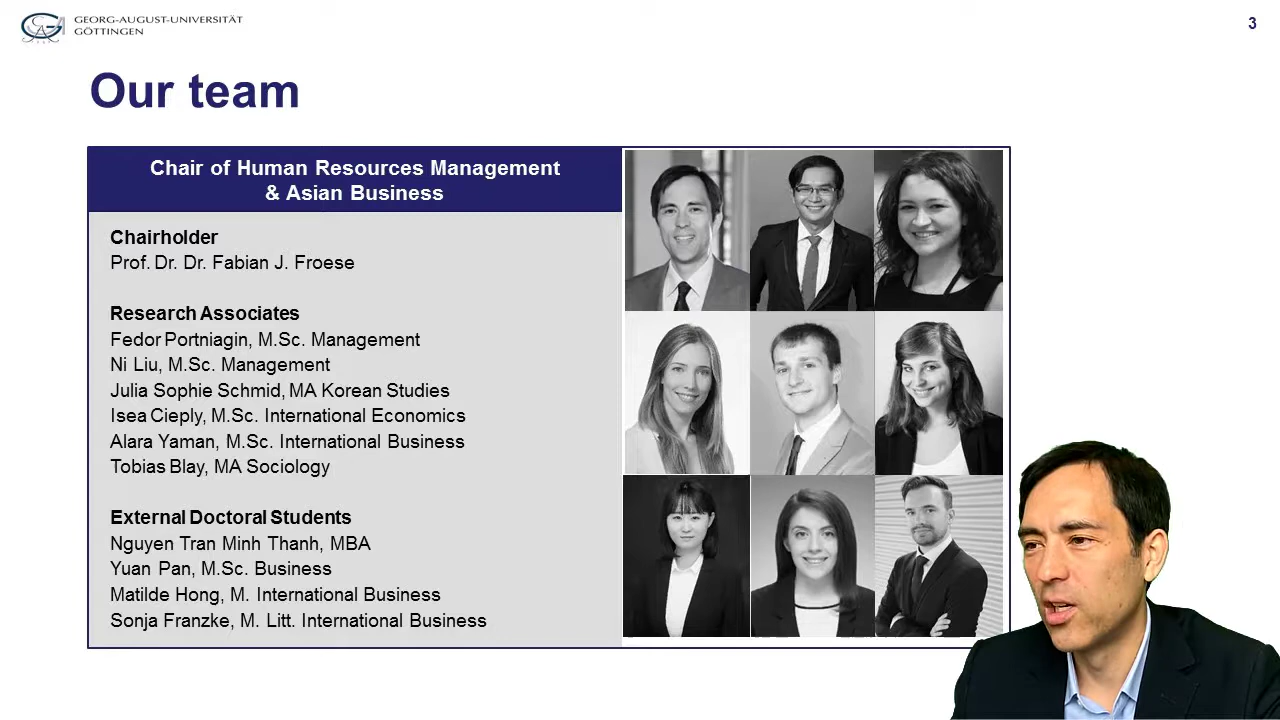 GEORG-AUGUST-UNIVERSITÄT
GÖTTINGEN
3
Our team
Chair of Human Resources Management
& Asian Business
Chairholder
Prof. Dr. Dr. Fabian J. Froese
Research Associates
Fedor Portniagin, M.Sc. Management
Ni Liu, M.Sc. Management
Julia Sophie Schmid, MA Korean Studies
Isea Cieply, M.Sc. International Economics
Alara Yaman, M.Sc. International Business
Tobias Blay, MA Sociology
External Doctoral Students
Nguyen Tran Minh Thanh, MBA
Yuan Pan, M.Sc. Business
Matilde Hong, M. International Business
Sonja Franzke, M. Litt. International Business